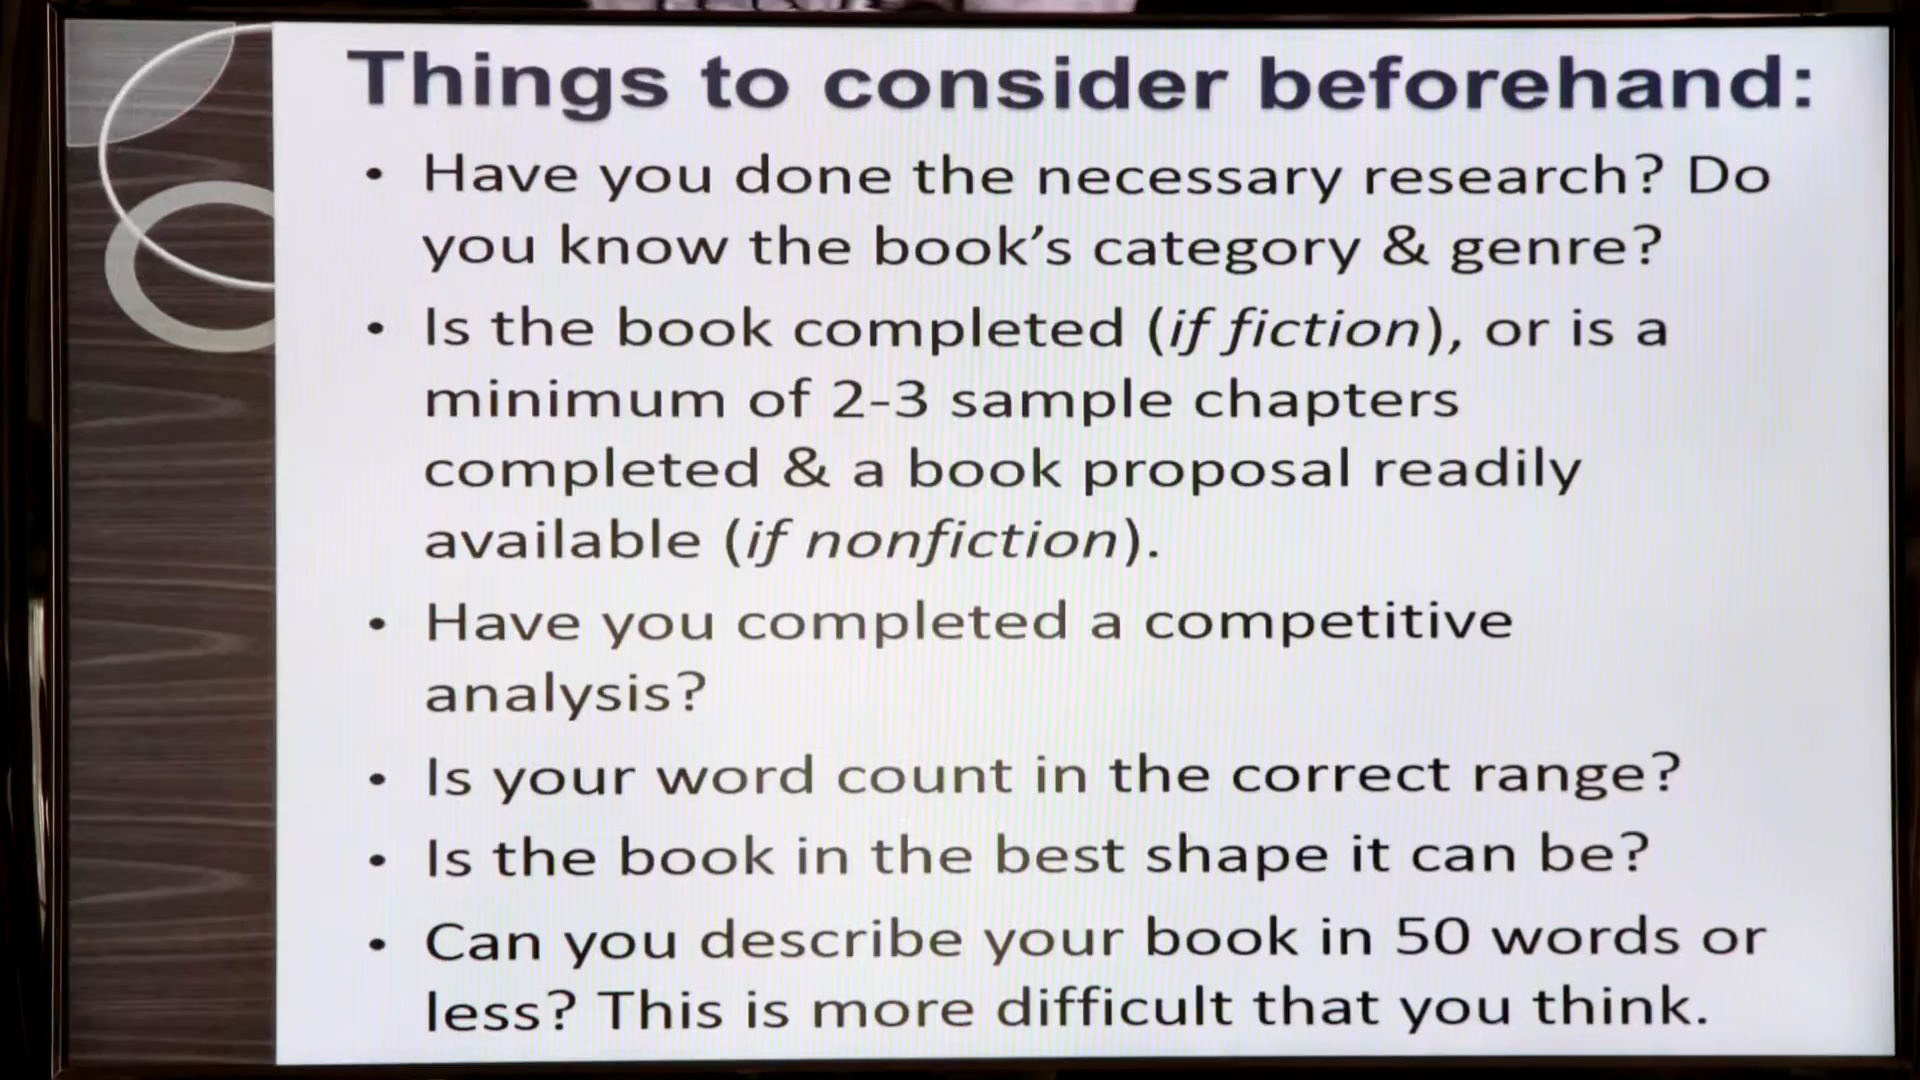 Things to consider beforehand:
• Have you done the necessary research? Do
you know the book's category & genre?
• Is the book completed (if fiction), or is a
minimum of 2-3 sample chapters
completed & a book proposal readily
available (if nonfiction).
• Have you completed a competitive
analysis?
• Is your word count in the correct range?
• Is the book in the best shape it can be?
• Can you describe your book in 50 words or
less? This is more difficult that you think.